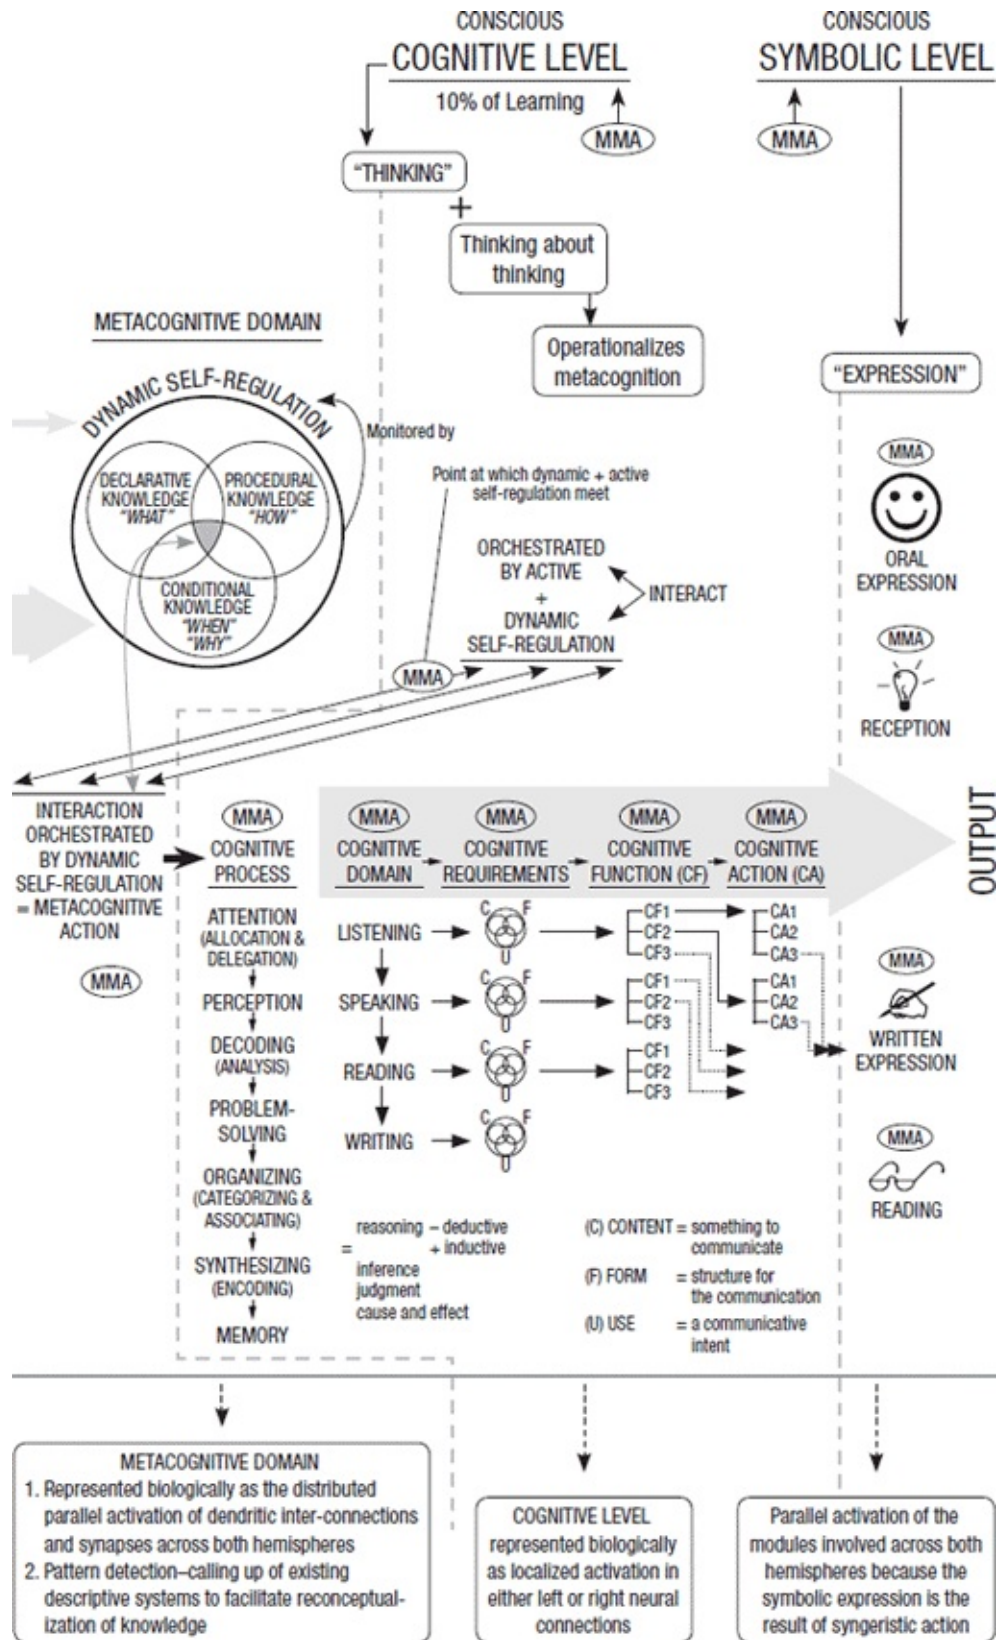 CONSCIOUS
COGNITIVE LEVEL
10% of Learning
MMA
CONSCIOUS
SYMBOLIC LEVEL
MMA
“THINKING”
+
Thinking about
thinking
Operationalizes
metacognition
“EXPRESSION”
METACOGNITIVE DOMAIN
DYNAMIC SELF-REGULATION
Monitored by
DECLARATIVE
KNOWLEDGE
“WHAT”
PROCEDURAL
KNOWLEDGE
“HOW”
CONDITIONAL
KNOWLEDGE
“WHEN”
“WHY”
Point at which dynamic + active
self-regulation meet
ORCHESTRATED
BY ACTIVE
+
DYNAMIC
SELF-REGULATION
INTERACT
MMA
MMA
ORAL
EXPRESSION
MMA
RECEPTION
INTERACTION
ORCHESTRATED
BY DYNAMIC
SELF-REGULATION
= METACOGNITIVE
ACTION
MMA
MMA
COGNITIVE
PROCESS
ATTENTION
(ALLOCATION &
DELEGATION)
PERCEPTION
DECODING
(ANALYSIS)
PROBLEM-
SOLVING
ORGANIZING
(CATEGORIZING &
ASSOCIATING)
SYNTHESIZING
(ENCODING)
MEMORY
MMA
COGNITIVE
DOMAIN
LISTENING
SPEAKING
READING
WRITING
MMA
COGNITIVE
REQUIREMENTS
C F
U
C F
U
C F
U
C F
U
MMA
COGNITIVE
FUNCTION (CF)
CF1
CF2
CF3
CF1
CF2
CF3
CF1
CF2
CF3
MMA
COGNITIVE
ACTION (CA)
CA1
CA2
CA3
CA1
CA2
CA3
OUTPUT
MMA
WRITTEN
EXPRESSION
MMA
READING
reasoning – deductive
= + inductive
inference
judgment
cause and effect
(C) CONTENT = something to
communicate
(F) FORM = structure for
the communication
(U) USE = a communicative
intent
METACOGNITIVE DOMAIN
1. Represented biologically as the distributed
parallel activation of dendritic inter-connections
and synapses across both hemispheres
2. Pattern detection–calling up of existing
descriptive systems to facilitate reconceptual-
ization of knowledge
COGNITIVE LEVEL
represented biologically
as localized activation in
either left or right neural
connections
Parallel activation of the
modules involved across both
hemispheres because the
symbolic expression is the
result of syngeristic action